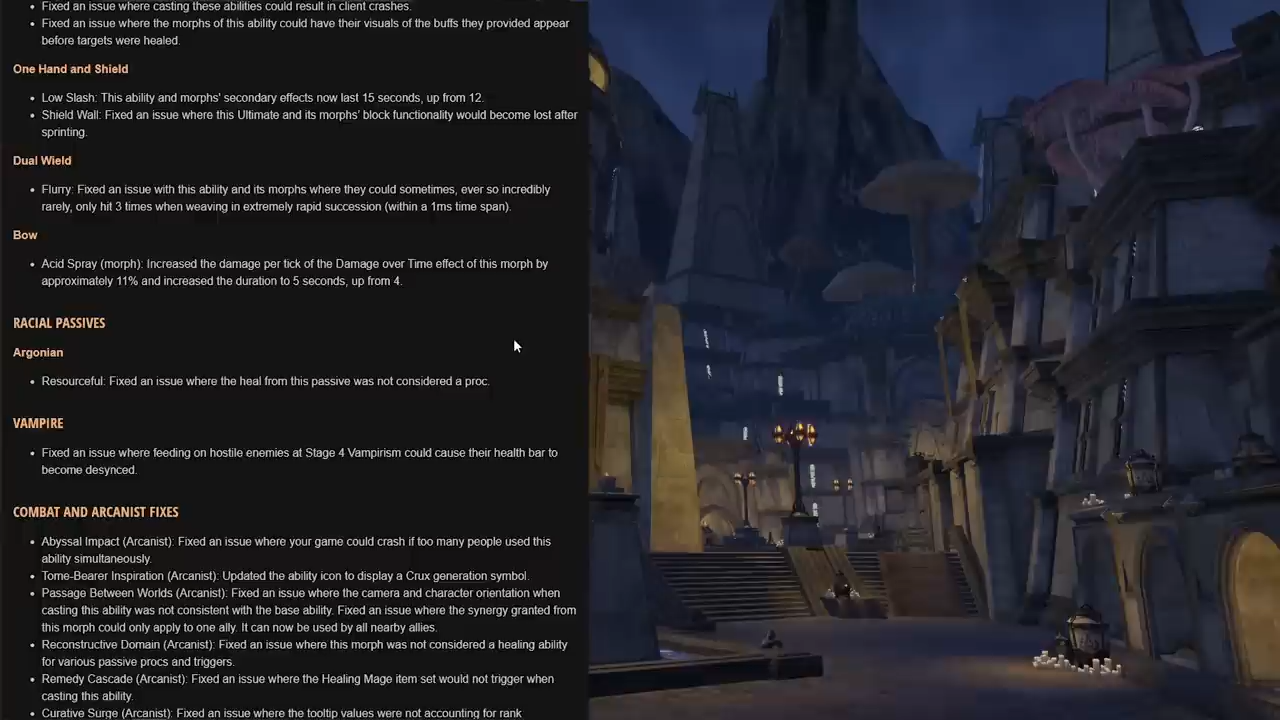 Fixed an issue where casting these abilities could result in client crashes.
Fixed an issue where the morphs of this ability could have their visuals of the buffs they provided appear
before targets were healed.
One Hand and Shield
Low Slash: This ability and morphs' secondary effects now last 15 seconds, up from 12.
Shield Wall: Fixed an issue where this Ultimate and its morphs' block functionality would become lost after
sprinting.
Dual Wield
Flurry: Fixed an issue with this ability and its morphs where they could sometimes, ever so incredibly
rarely, only hit 3 times when weaving in extremely rapid succession (within a 1ms time span).
Bow
Acid Spray (morph): Increased the damage per tick of the Damage over Time effect of this morph by
approximately 11% and increased the duration to 5 seconds, up from 4.
RACIAL PASSIVES
Argonian
Resourceful: Fixed an issue where the heal from this passive was not considered a proc.
VAMPIRE
Fixed an issue where feeding on hostile enemies at Stage 4 Vampirism could cause their health bar to
become desynced.
COMBAT AND ARCANIST FIXES
Abyssal Impact (Arcanist): Fixed an issue where your game could crash if too many people used this
ability simultaneously.
Tome-Bearer Inspiration (Arcanist): Updated the ability icon to display a Crux generation symbol.
Passage Between Worlds (Arcanist): Fixed an issue where the camera and character orientation when
casting this ability was not consistent with the base ability. Fixed an issue where the synergy granted from
this morph could only apply to one ally. It can now be used by all nearby allies.
Reconstructive Domain (Arcanist): Fixed an issue where this morph was not considered a healing ability
for various passive procs and triggers.
Remedy Cascade (Arcanist): Fixed an issue where the Healing Mage item set would not trigger when
casting this ability.
Curative Surge (Arcanist): Fixed an issue where the tooltip values were not accounting for rank